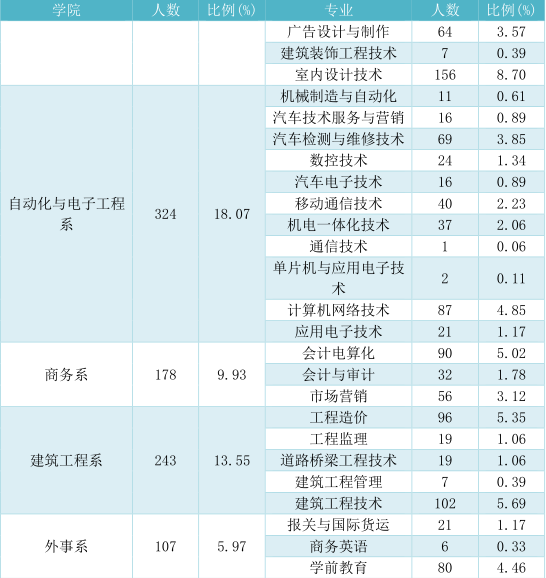 学院 人数 比例(%) 专业 人数 比例(%)
广告设计与制作 64 3.57
建筑装饰工程技术 7 0.39
室内设计技术 156 8.70
自动化与电子工程系 324 18.07 机械制造与自动化 11 0.61
汽车技术服务与营销 16 0.89
汽车检测与维修技术 69 3.85
数控技术 24 1.34
汽车电子技术 16 0.89
移动通信技术 40 2.23
机电一体化技术 37 2.06
通信技术 1 0.06
单片机与应用电子技术 2 0.11
计算机网络技术 87 4.85
应用电子技术 21 1.17
商务系 178 9.93 会计电算化 90 5.02
会计与审计 32 1.78
市场营销 56 3.12
建筑工程系 243 13.55 工程造价 96 5.35
工程监理 19 1.06
道路桥梁工程技术 19 1.06
建筑工程管理 7 0.39
建筑工程技术 102 5.69
外事系 107 5.97 报关与国际货运 21 1.17
商务英语 6 0.33
学前教育 80 4.46